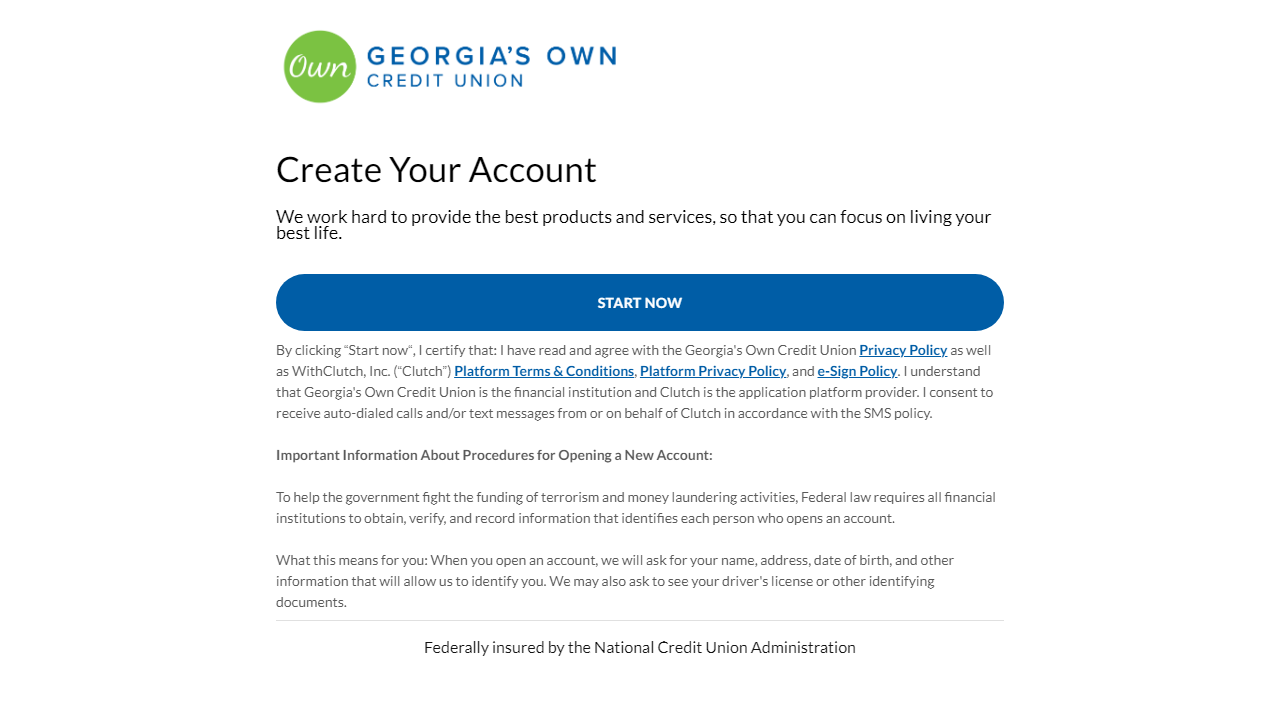 Own
GEORGIA'S OWN
CREDIT UNION
Create Your Account
We work hard to provide the best products and services, so that you can focus on living your
best life.
START NOW
By clicking “Start now“, I certify that: I have read and agree with the Georgia's Own Credit Union Privacy Policy as well
as WithClutch, Inc. (“Clutch”) Platform Terms & Conditions, Platform Privacy Policy, and e-Sign Policy. I understand
that Georgia's Own Credit Union is the financial institution and Clutch is the application platform provider. I consent to
receive auto-dialed calls and/or text messages from or on behalf of Clutch in accordance with the SMS policy.
Important Information About Procedures for Opening a New Account:
To help the government fight the funding of terrorism and money laundering activities, Federal law requires all financial
institutions to obtain, verify, and record information that identifies each person who opens an account.
What this means for you: When you open an account, we will ask for your name, address, date of birth, and other
information that will allow us to identify you. We may also ask to see your driver's license or other identifying
documents.
Federally insured by the National Credit Union Administration